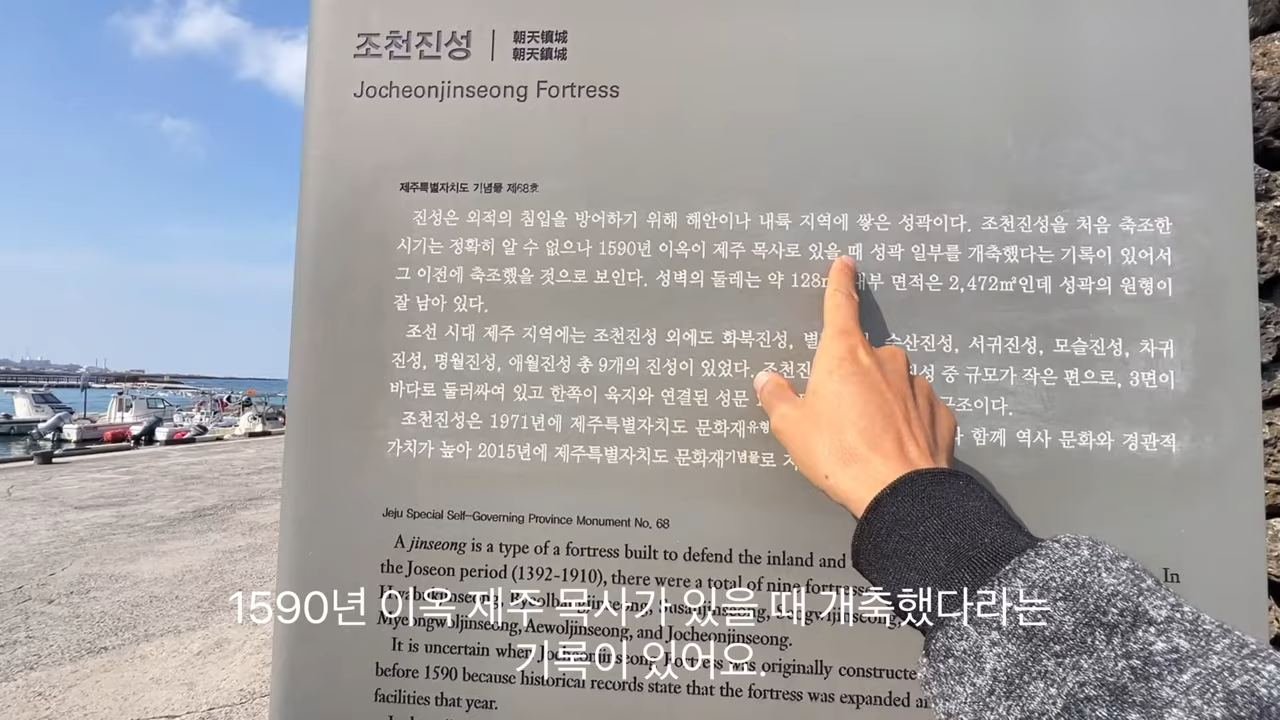 조천진성 | 朝天镇城
朝天鎮城
Jocheonjinseong Fortress
제주특별자치도 기념물 제68호
진성은 외적의 침입을 방어하기 위해 해안이나 내륙 지역에 쌓은 성곽이다. 조천진성을 처음 축조한
시기는 정확히 알 수 없으나 1590년 이옥이 제주 목사로 있을 때 성곽 일부를 개축했다는 기록이 있어서
그 이전에 축조했을 것으로 보인다. 성벽의 둘레는 약 면적은 2,472㎡인데 성곽의 원형이
잘 남아 있다.
조선 시대 제주 지역에는 조천진성 외에도 화북진성, 수산진성, 서귀진성, 모슬진성, 차귀
진성, 명월진성, 애월진성 총 9개의 진성이 있었다. 중 규모가 작은 편으로, 3면이
바다로 둘러싸여 있고 한쪽이 육지와 연결된 성문 구조이다.
조천진성은 1971년에 제주특별자치도 함께 역사 문화와 경관적
가치가 높아 2015년에 제주특별자치도 문화재기념물로
Jeju Special Self-Governing Province Monument No. 68
A jinseong is a type of a fortress built to defend the inland and In
the Joseon period (1392-1910), there were a total of nine
Myeongwoljinseong, Aewoljinseong, and Jocheonjinseong.
It is uncertain when Jocheonjinseong Fortress was originally
before 1590 because historical records state that the fortress was expanded
facilities that year.
1590년 이옥 제주 목사가 있을 때 개축했다라는
기록이 있어요.